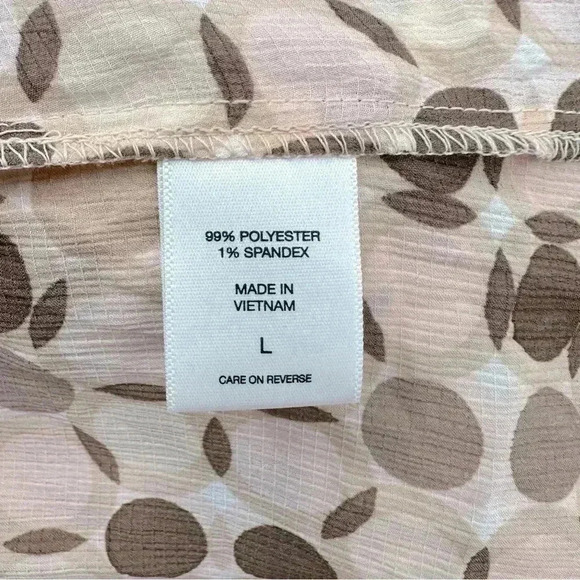 99% POLYESTER
1% SPANDEX
MADE IN
VIETNAM
L
CARE ON REVERSE